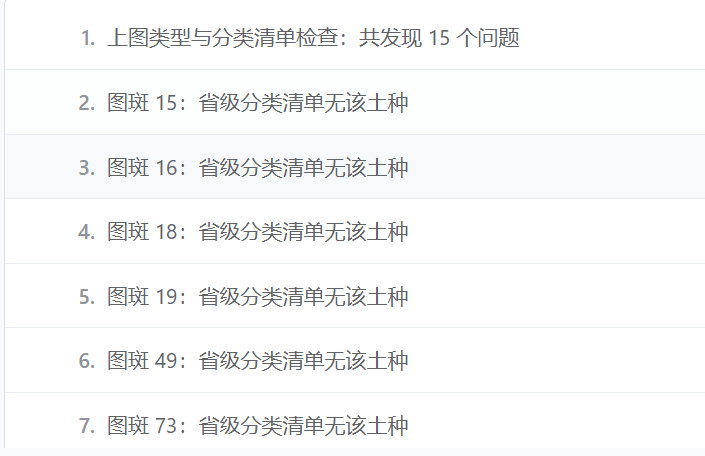 1. 上图类型与分类清单检查：共发现 15 个问题
2. 图斑 15：省级分类清单无该土种
3. 图斑 16：省级分类清单无该土种
4. 图斑 18：省级分类清单无该土种
5. 图斑 19：省级分类清单无该土种
6. 图斑 49：省级分类清单无该土种
7. 图斑 73：省级分类清单无该土种